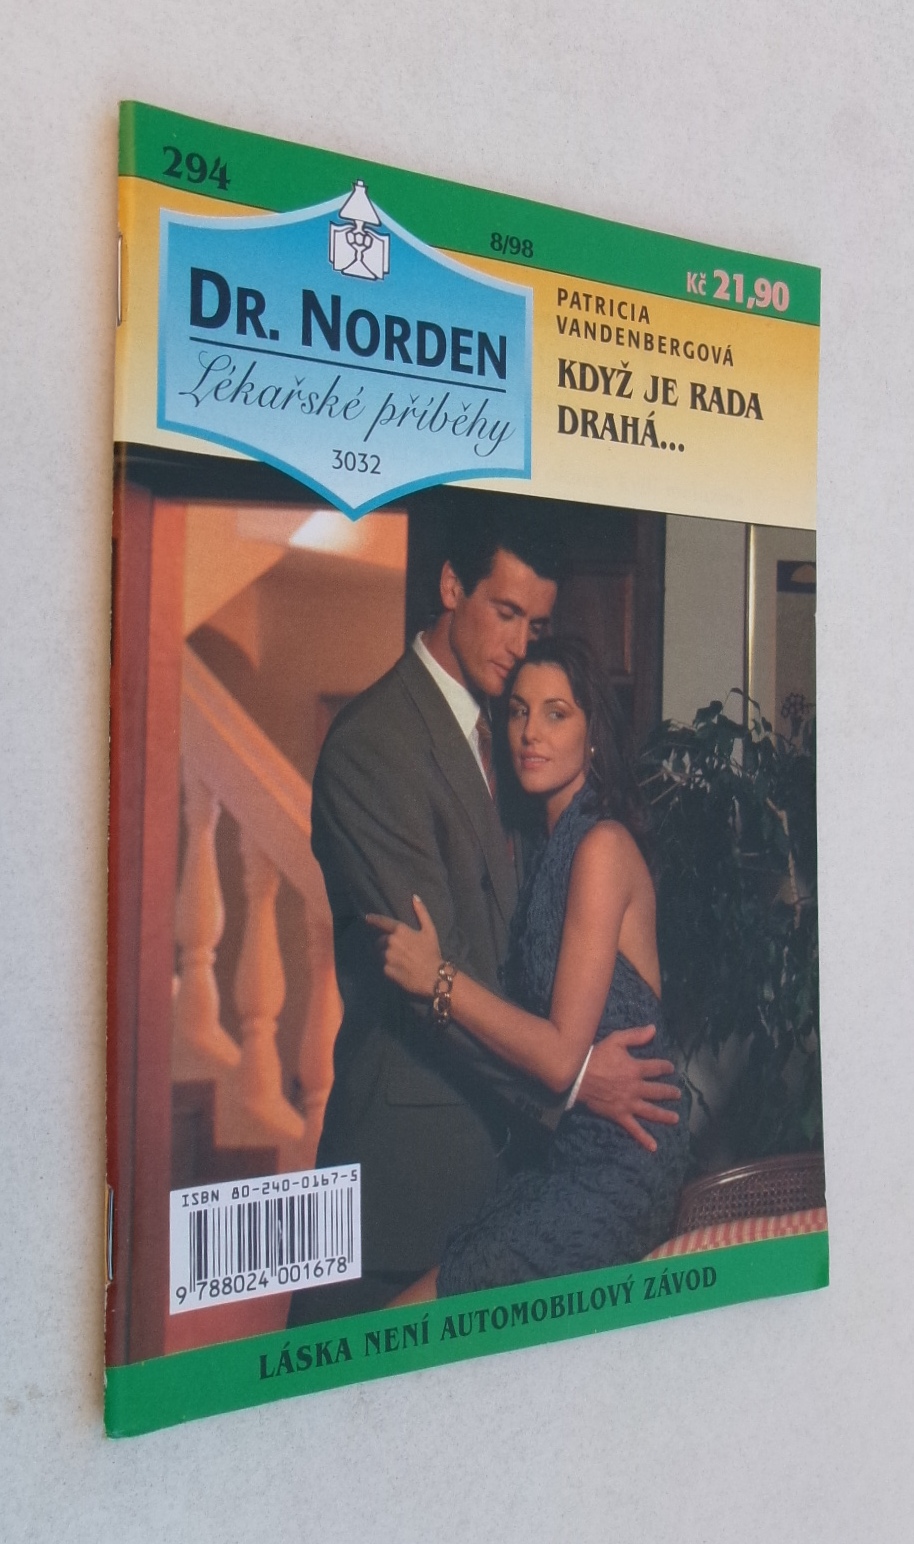 294
8/98
Kč 21,90
DR. NORDEN
Lékařské příběhy
3032
PATRICIA
VANDENBERGOVÁ
KDYŽ JE RADA
DRAHÁ...
ISBN 80-240-0167-5
9 788024 001678
LÁSKA NENÍ AUTOMOBILOVÝ ZÁVOD